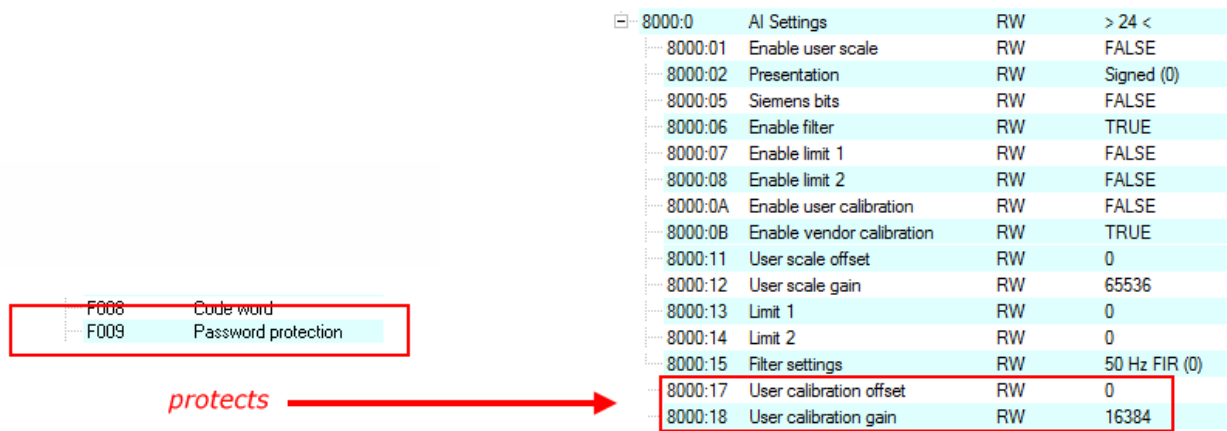 8000:0 AI Settings RW > 24 <
8000:01 Enable user scale RW FALSE
8000:02 Presentation RW Signed (0)
8000:05 Siemens bits RW FALSE
8000:06 Enable filter RW TRUE
8000:07 Enable limit 1 RW FALSE
8000:08 Enable limit 2 RW FALSE
8000:0A Enable user calibration RW FALSE
8000:0B Enable vendor calibration RW TRUE
8000:11 User scale offset RW 0
8000:12 User scale gain RW 65536
8000:13 Limit 1 RW 0
8000:14 Limit 2 RW 0
8000:15 Filter settings RW 50 Hz FIR (0)
8000:17 User calibration offset RW 0
8000:18 User calibration gain RW 16384
F008 Code word
F009 Password protection
protects